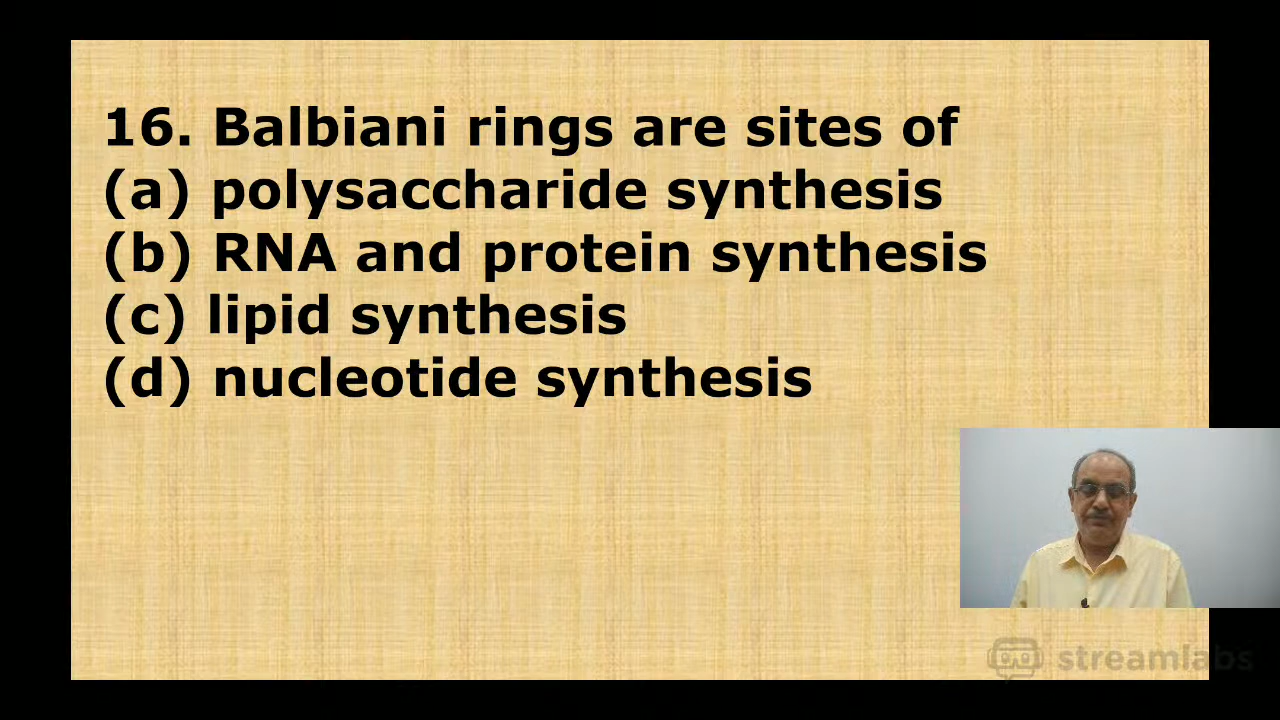 16. Balbiani rings are sites of
(a) polysaccharide synthesis
(b) RNA and protein synthesis
(c) lipid synthesis
(d) nucleotide synthesis
streamlabs